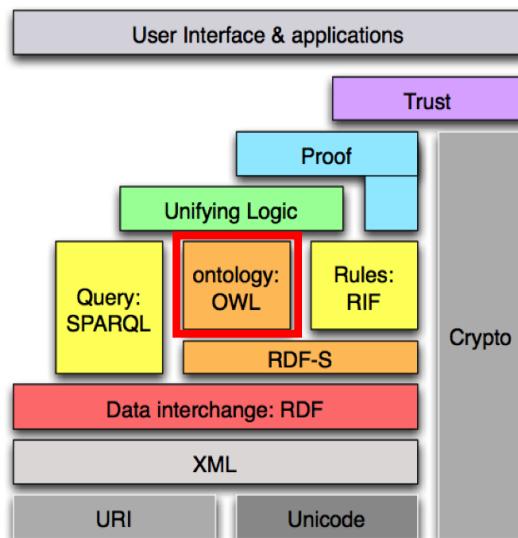 User Interface & applications
Trust
Proof
Unifying Logic
Query:
SPARQL
ontology:
OWL
Rules:
RIF
Crypto
RDF-S
Data interchange: RDF
XML
URI
Unicode